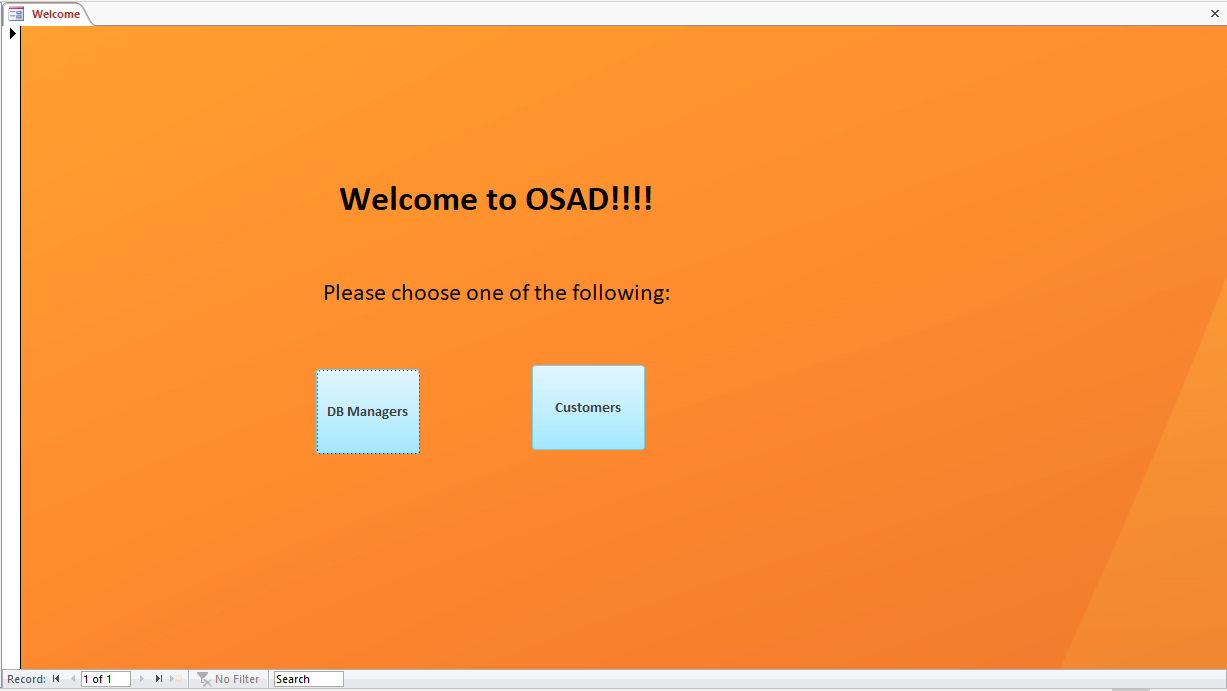 Welcome
Welcome to OSAD!!!!
Please choose one of the following:
DB Managers
Customers
Record: 1 of 1 No Filter Search